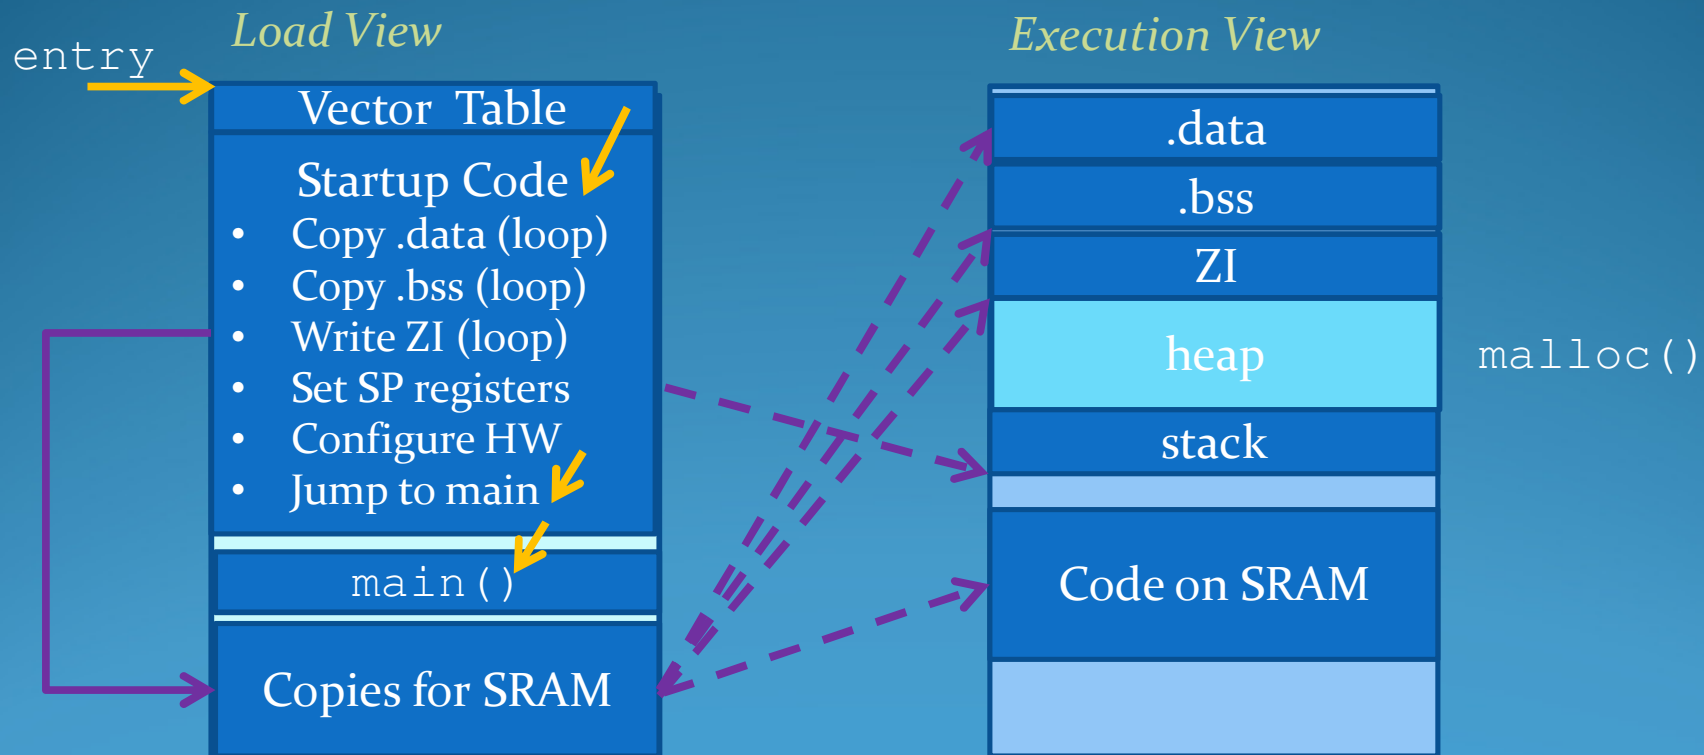 Load View
Execution View
entry
Vector Table
Startup Code
• Copy .data (loop)
• Copy .bss (loop)
• Write ZI (loop)
• Set SP registers
• Configure HW
• Jump to main
main()
Copies for SRAM
.data
.bss
ZI
heap
malloc()
stack
Code on SRAM